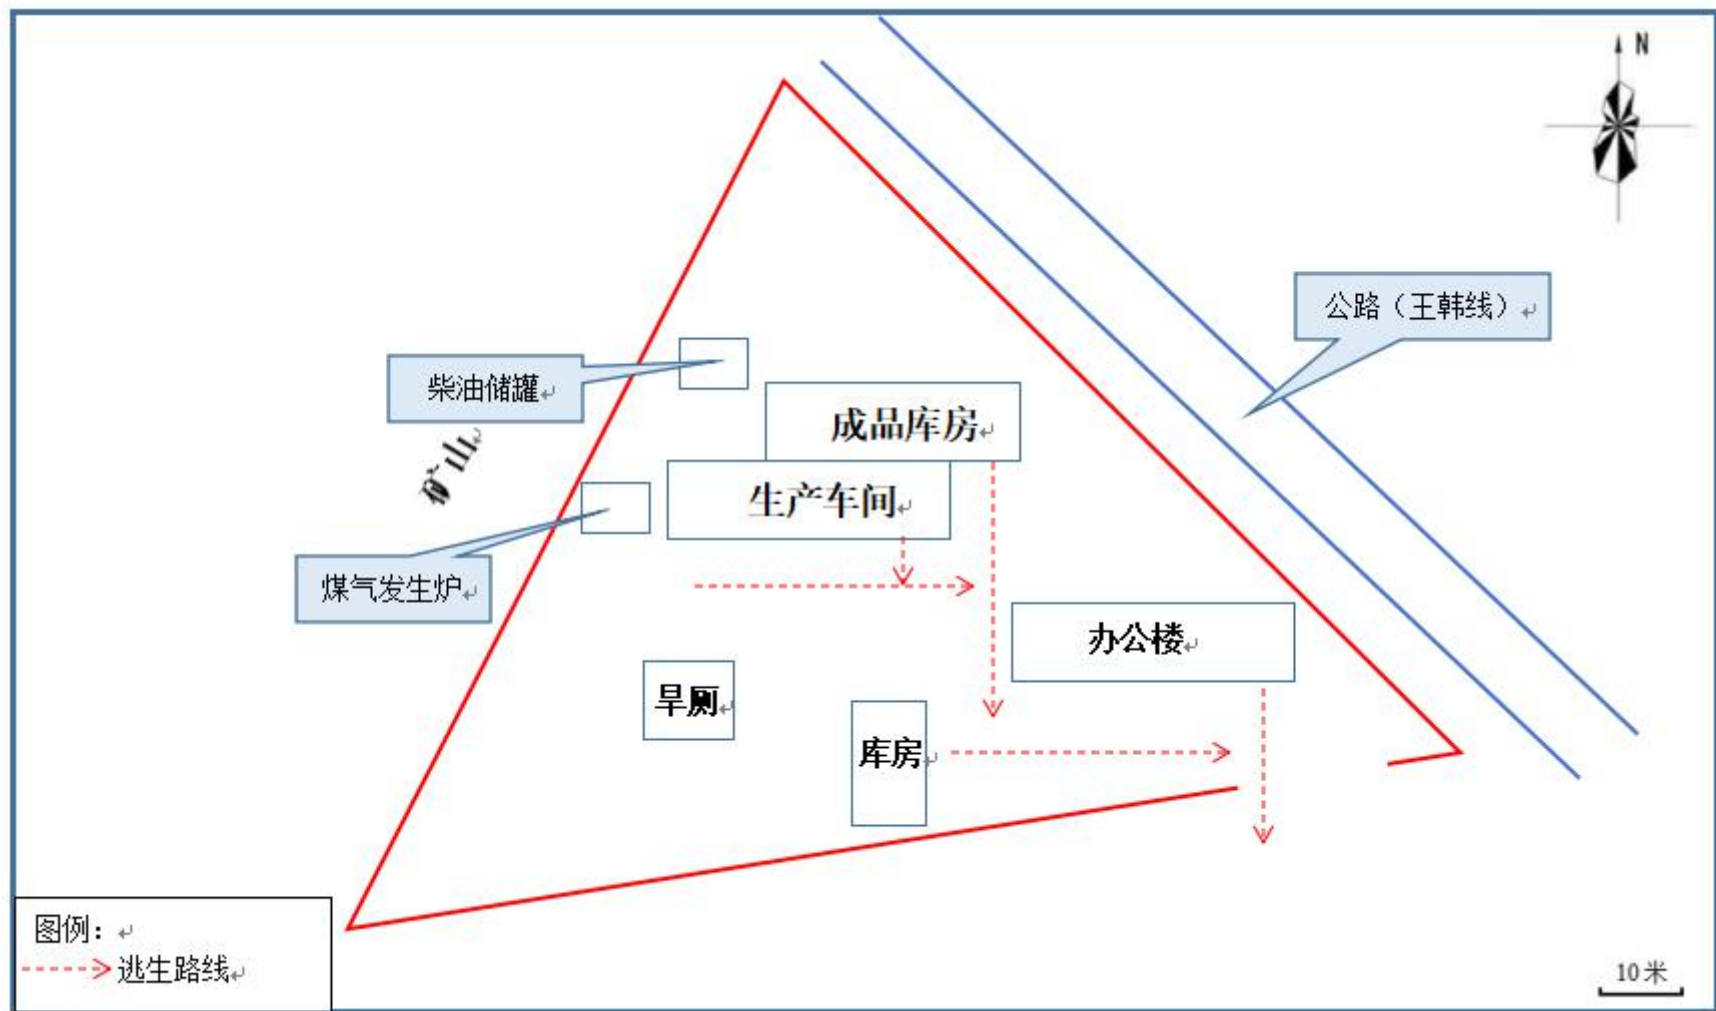 N
公路（王韩线）
柴油储罐
成品库房
矿山
生产车间
煤气发生炉
办公楼
旱厕
库房
图例：
逃生路线
10米